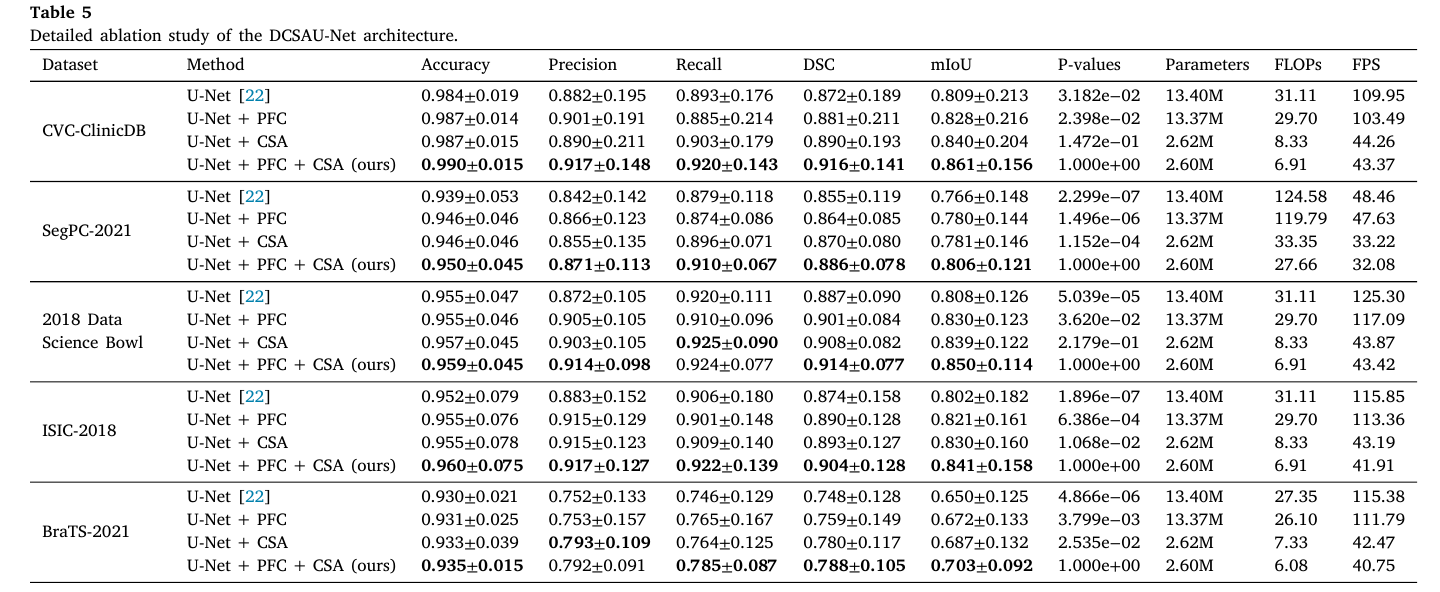 Table 5
Detailed ablation study of the DCSAU-Net architecture.
Dataset Method Accuracy Precision Recall DSC mIoU P-values Parameters FLOPs FPS
CVC-ClinicDB
U-Net [22] 0.984±0.019 0.882±0.195 0.893±0.176 0.872±0.189 0.809±0.213 3.182e−02 13.40M 31.11 109.95
U-Net + PFC 0.987±0.014 0.901±0.191 0.885±0.214 0.881±0.211 0.828±0.216 2.398e−02 13.37M 29.70 103.49
U-Net + CSA 0.987±0.015 0.890±0.211 0.903±0.179 0.890±0.193 0.840±0.204 1.472e−01 2.62M 8.33 44.26
U-Net + PFC + CSA (ours) 0.990±0.015 0.917±0.148 0.920±0.143 0.916±0.141 0.861±0.156 1.000e+00 2.60M 6.91 43.37
SegPC-2021
U-Net [22] 0.939±0.053 0.842±0.142 0.879±0.118 0.855±0.119 0.766±0.148 2.299e−07 13.40M 124.58 48.46
U-Net + PFC 0.946±0.046 0.866±0.123 0.874±0.086 0.864±0.085 0.780±0.144 1.496e−06 13.37M 119.79 47.63
U-Net + CSA 0.946±0.046 0.855±0.135 0.896±0.071 0.870±0.080 0.781±0.146 1.152e−04 2.62M 33.35 33.22
U-Net + PFC + CSA (ours) 0.950±0.045 0.871±0.113 0.910±0.067 0.886±0.078 0.806±0.121 1.000e+00 2.60M 27.66 32.08
2018 Data
Science Bowl
U-Net [22] 0.955±0.047 0.872±0.105 0.920±0.111 0.887±0.090 0.808±0.126 5.039e−05 13.40M 31.11 125.30
U-Net + PFC 0.955±0.046 0.905±0.105 0.910±0.096 0.901±0.084 0.830±0.123 3.620e−02 13.37M 29.70 117.09
U-Net + CSA 0.957±0.045 0.903±0.105 0.925±0.090 0.908±0.082 0.839±0.122 2.179e−01 2.62M 8.33 43.87
U-Net + PFC + CSA (ours) 0.959±0.045 0.914±0.098 0.924±0.077 0.914±0.077 0.850±0.114 1.000e+00 2.60M 6.91 43.42
ISIC-2018
U-Net [22] 0.952±0.079 0.883±0.152 0.906±0.180 0.874±0.158 0.802±0.182 1.896e−07 13.40M 31.11 115.85
U-Net + PFC 0.955±0.076 0.915±0.129 0.901±0.148 0.890±0.128 0.821±0.161 6.386e−04 13.37M 29.70 113.36
U-Net + CSA 0.955±0.078 0.915±0.123 0.909±0.140 0.893±0.127 0.830±0.160 1.068e−02 2.62M 8.33 43.19
U-Net + PFC + CSA (ours) 0.960±0.075 0.917±0.127 0.922±0.139 0.904±0.128 0.841±0.158 1.000e+00 2.60M 6.91 41.91
BraTS-2021
U-Net [22] 0.930±0.021 0.752±0.133 0.746±0.129 0.748±0.128 0.650±0.125 4.866e−06 13.40M 27.35 115.38
U-Net + PFC 0.931±0.025 0.753±0.157 0.765±0.167 0.759±0.149 0.672±0.133 3.799e−03 13.37M 26.10 111.79
U-Net + CSA 0.933±0.039 0.793±0.109 0.764±0.125 0.780±0.117 0.687±0.132 2.535e−02 2.62M 7.33 42.47
U-Net + PFC + CSA (ours) 0.935±0.015 0.792±0.091 0.785±0.087 0.788±0.105 0.703±0.092 1.000e+00 2.60M 6.08 40.75